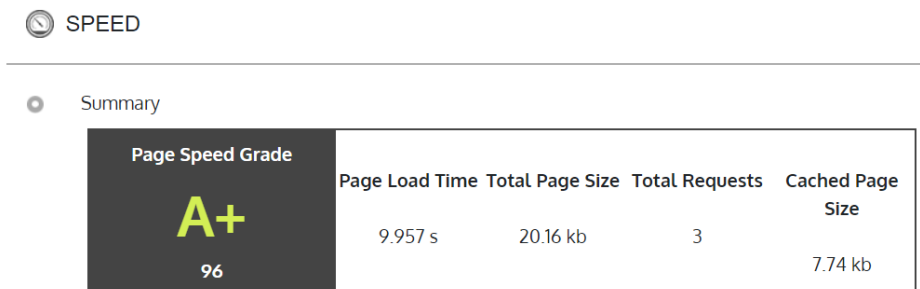 SPEED
Summary
Page Speed Grade
A+
96
Page Load Time Total Page Size Total Requests Cached Page
Size
9.957 s 20.16 kb 3
7.74 kb